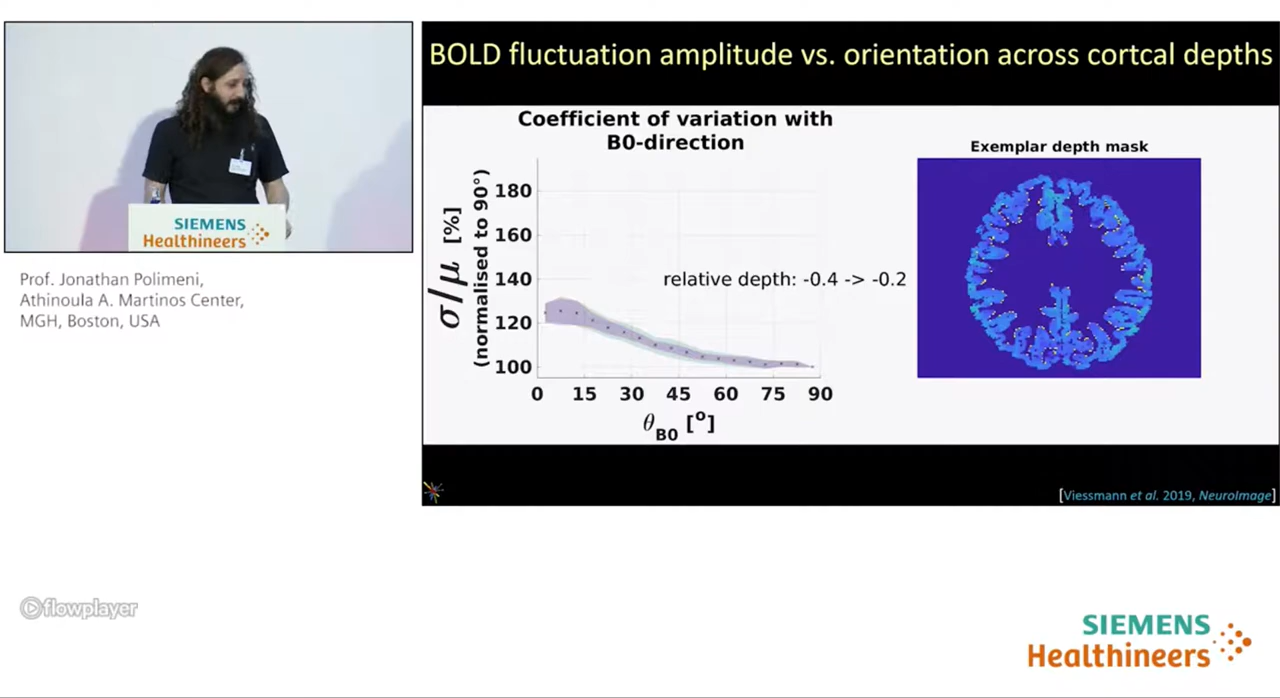 BOLD fluctuation amplitude vs. orientation across cortcal depths
Coefficient of variation with
B0-direction
Exemplar depth mask
σ/μ [%]
(normalised to 90°)
180
160
140
120
100
relative depth: -0.4 -> -0.2
0 15 30 45 60 75 90
θB0 [°]
[Viessmann et al. 2019, NeuroImage]
SIEMENS
Healthineers
Prof. Jonathan Polimeni,
Athinoula A. Martinos Center,
MGH, Boston, USA
flowplayer
SIEMENS
Healthineers